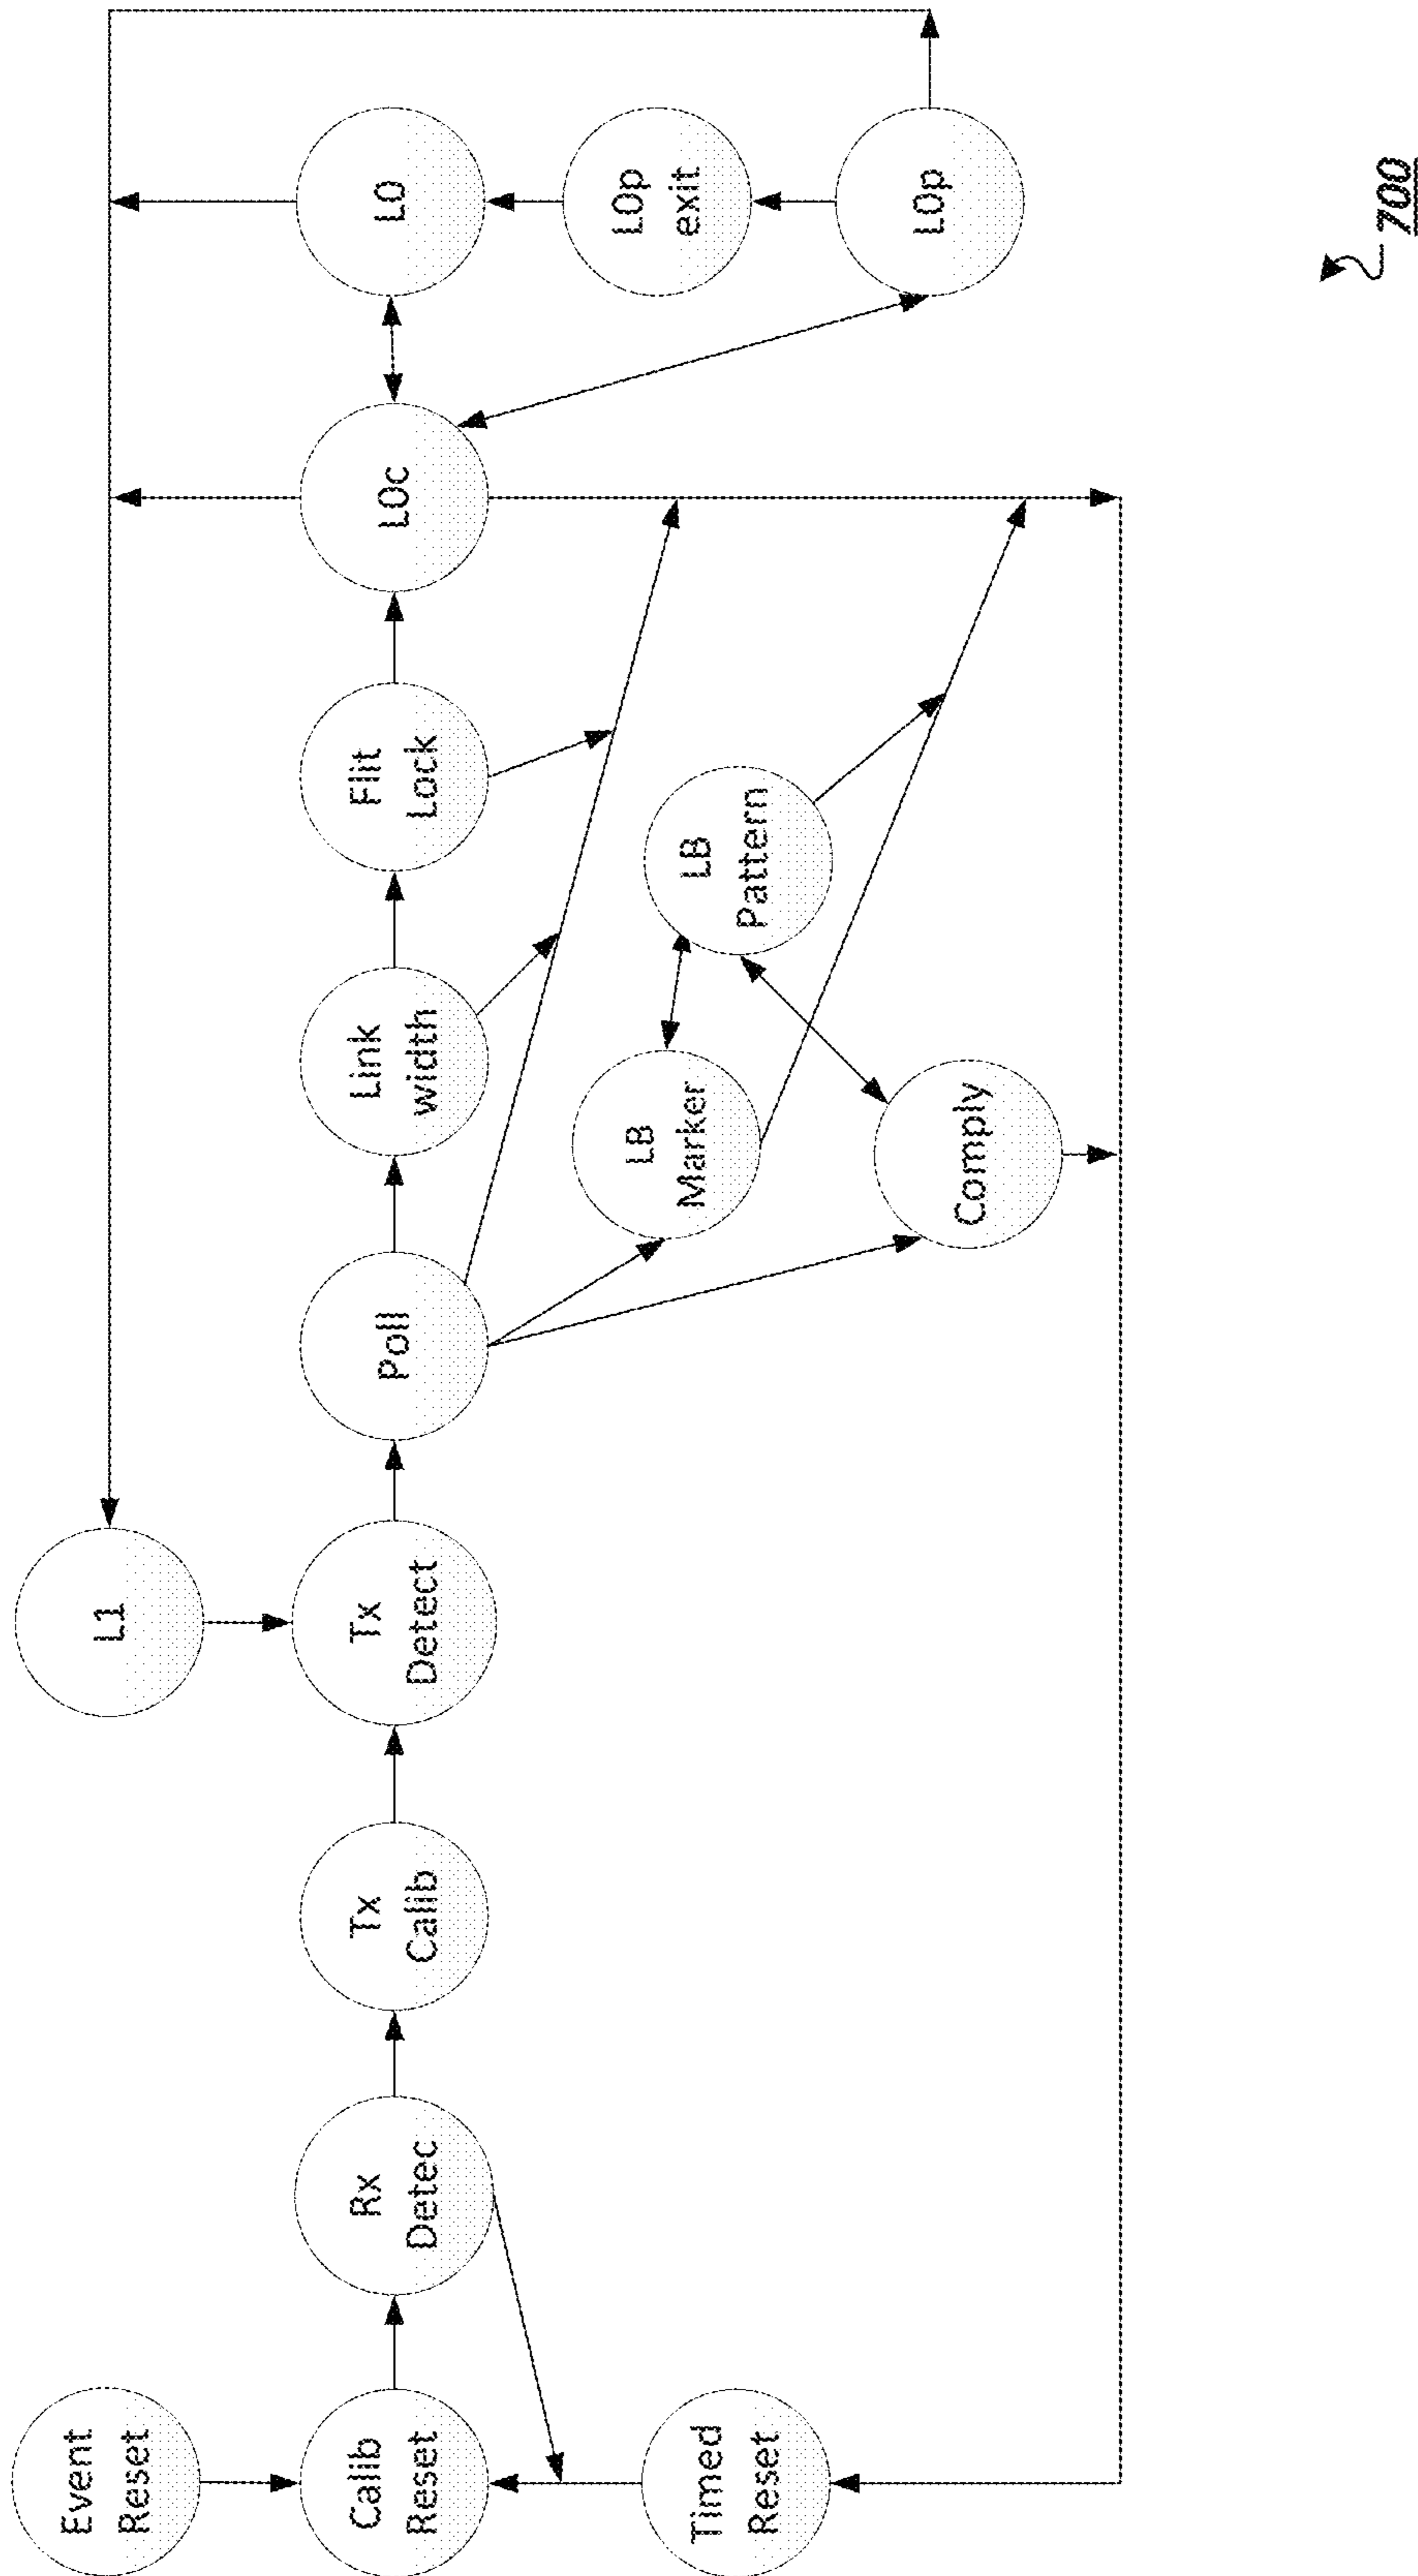 Event
Reset
L1
Calib
Reset
Rx
Detec
Tx
Calib
Tx
Detect
Poll
Link
width
Flit
Lock
L0c
L0
Timed
Reset
LB
Marker
LB
Pattern
L0p
exit
Comply
L0p
700